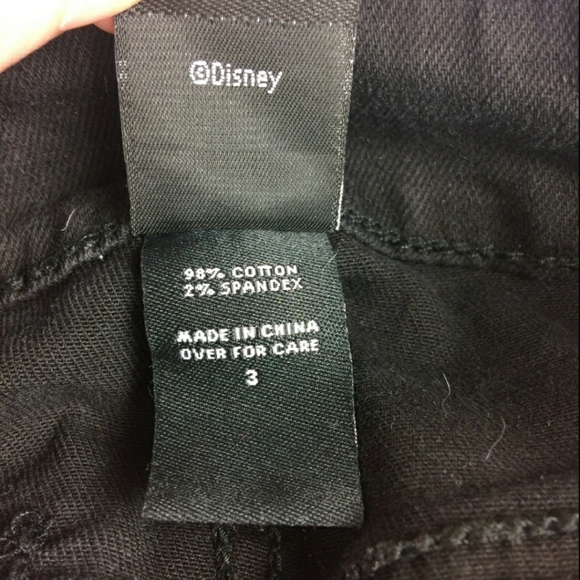 ©Disney
98% COTTON
2% SPANDEX
MADE IN CHINA
OVER FOR CARE
3